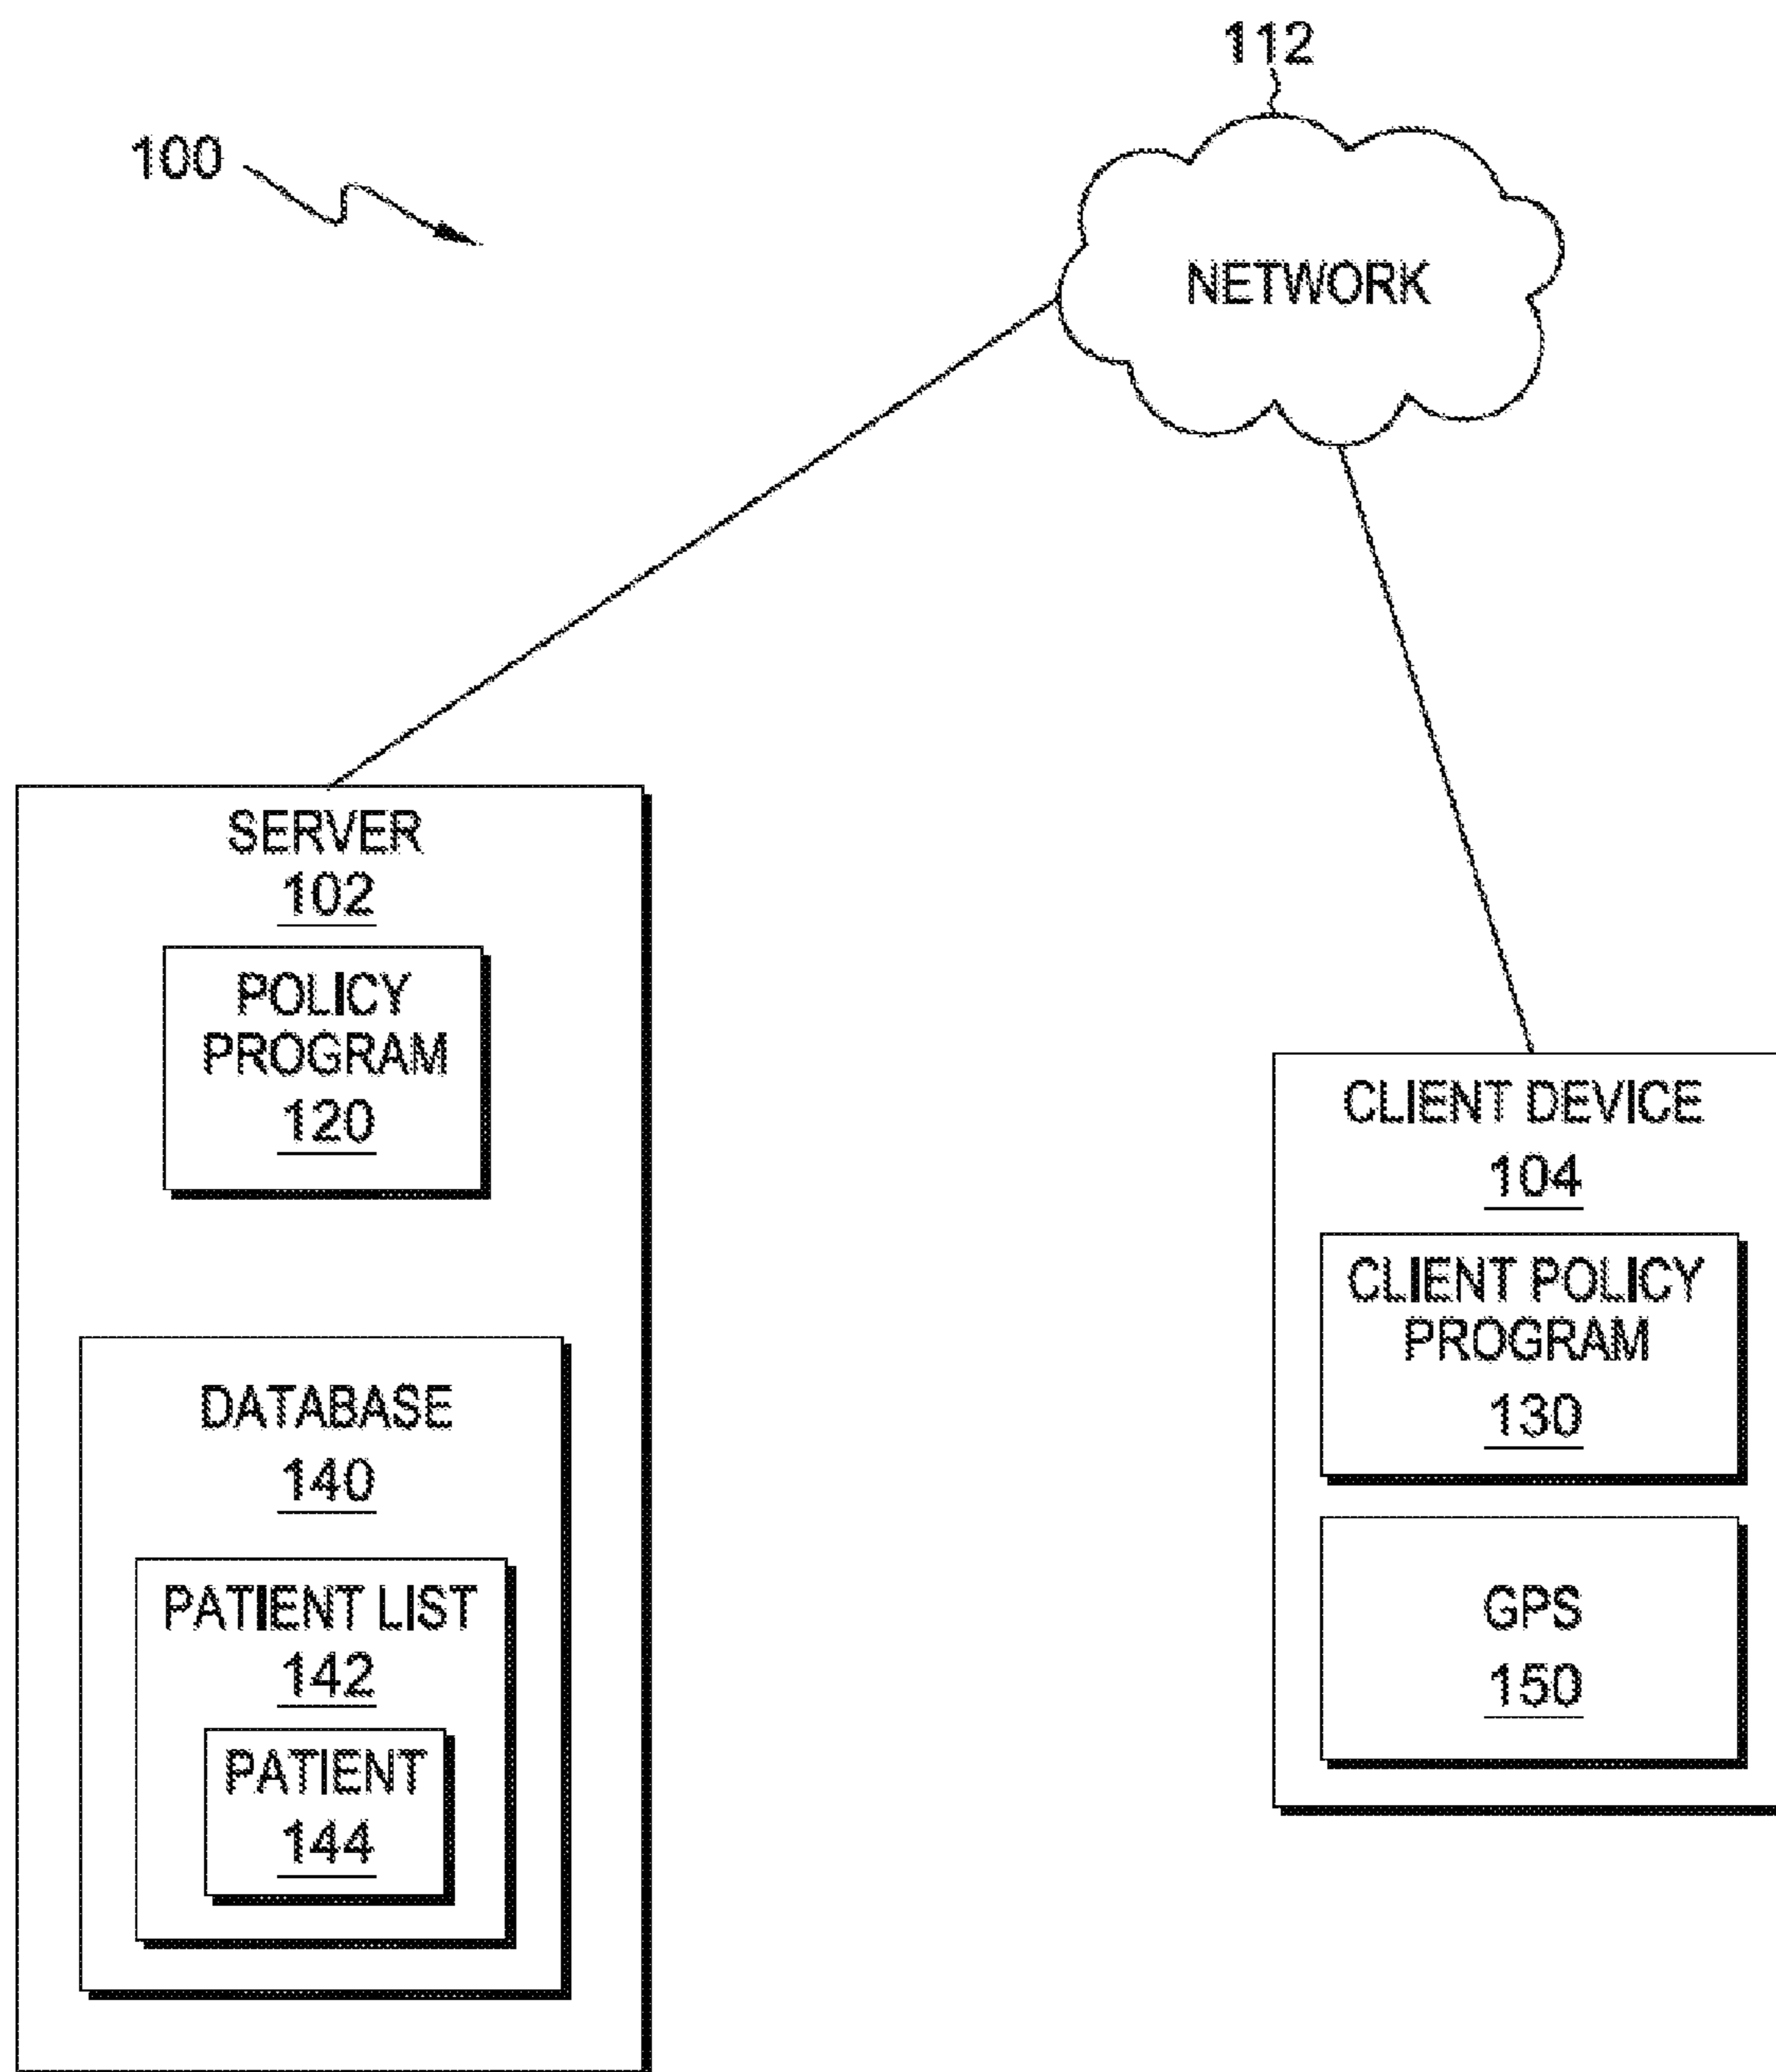 112
100
NETWORK
SERVER
102
POLICY
PROGRAM
120
DATABASE
140
PATIENT LIST
142
PATIENT
144
CLIENT DEVICE
104
CLIENT POLICY
PROGRAM
130
GPS
150